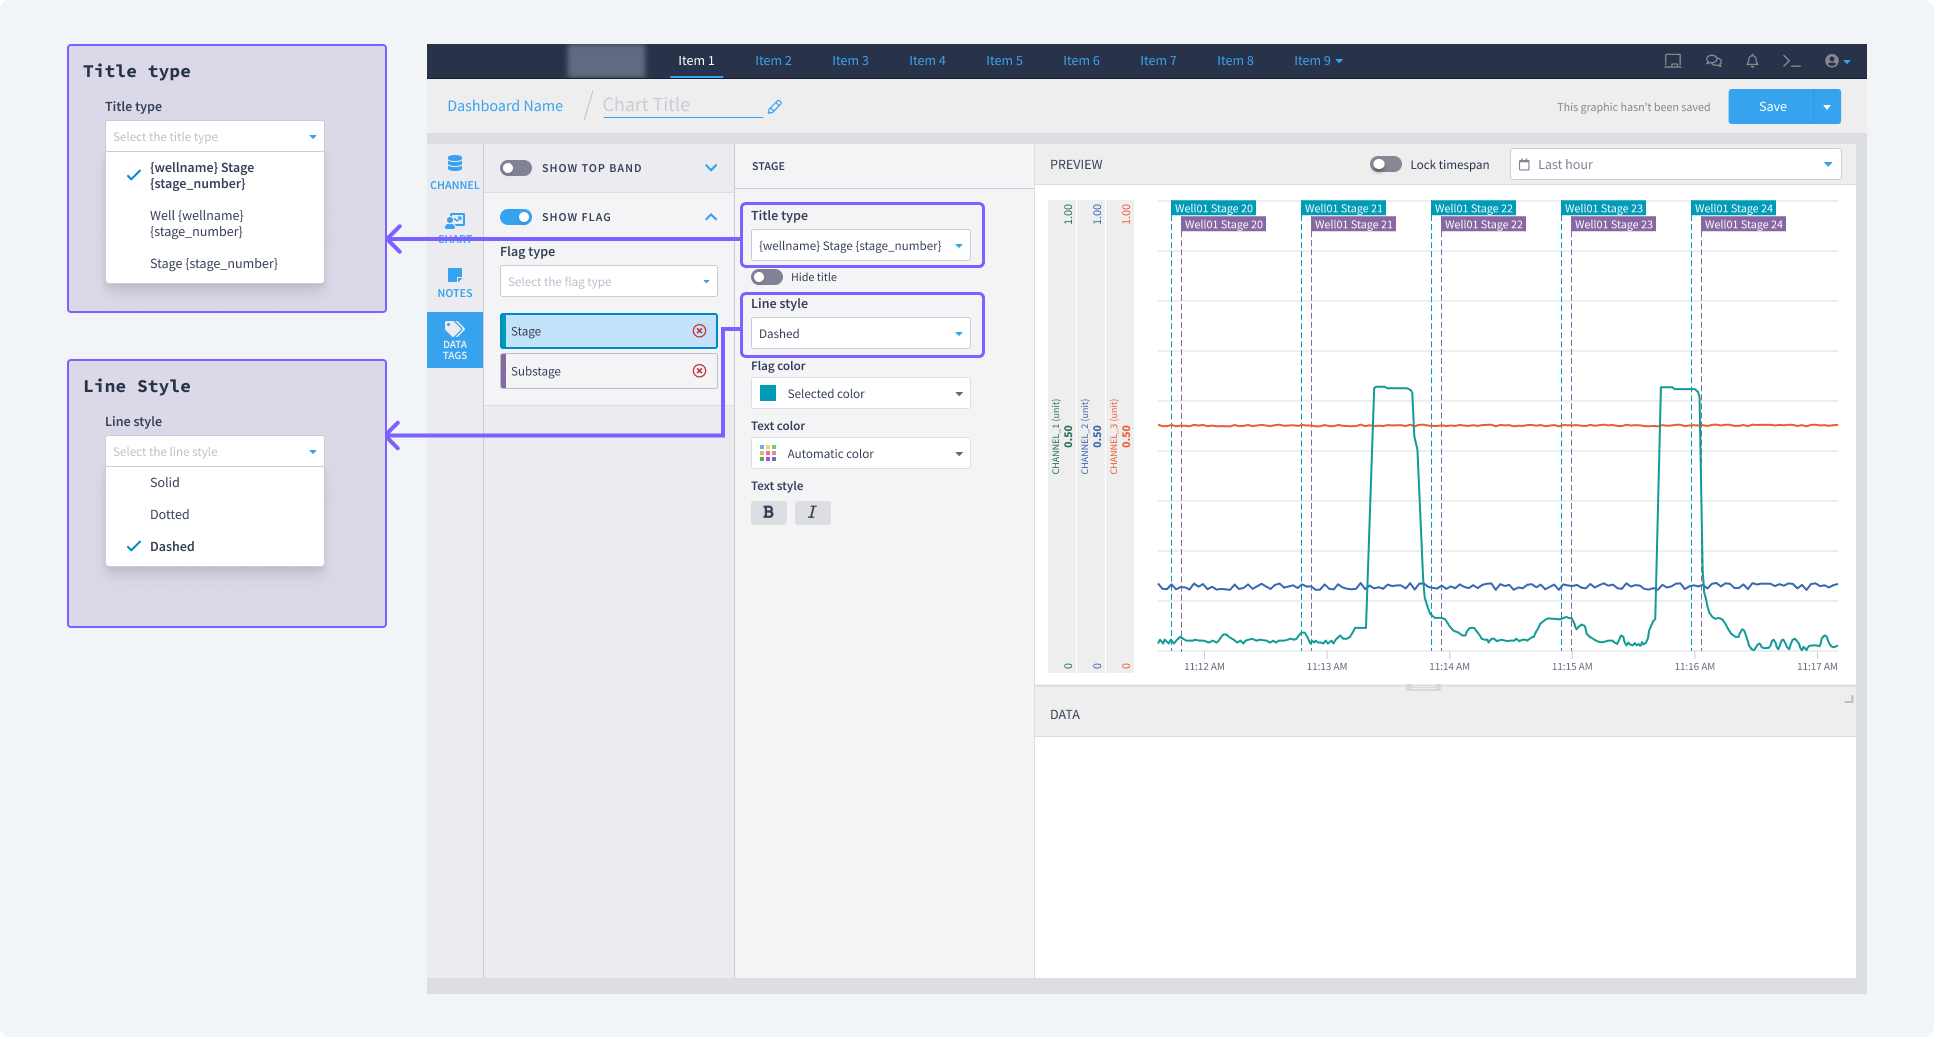 Title type
Title type
Select the title type
{wellname} Stage
{stage_number}
Well {wellname}
{stage_number}
Stage {stage_number}
Line Style
Line style
Select the line style
Solid
Dotted
Dashed
Item 1
Item 2
Item 3
Item 4
Item 5
Item 6
Item 7
Item 8
Item 9
Dashboard Name
Chart Title
This graphic hasn't been saved
Save
CHANNEL
CHART
NOTES
DATA
TAGS
SHOW TOP BAND
SHOW FLAG
Flag type
Select the flag type
Stage
Substage
STAGE
Title type
{wellname} Stage {stage_number}
Hide title
Line style
Dashed
Flag color
Selected color
Text color
Automatic color
Text style
B
I
PREVIEW
Lock timespan
Last hour
1.00
1.00
1.00
CHANNEL_1 (unit)
0.50
CHANNEL_2 (unit)
0.50
CHANNEL_3 (unit)
0.50
0
0
0
Well01 Stage 20
Well01 Stage 21
Well01 Stage 22
Well01 Stage 23
Well01 Stage 24
Well01 Stage 20
Well01 Stage 21
Well01 Stage 22
Well01 Stage 23
Well01 Stage 24
11:12 AM
11:13 AM
11:14 AM
11:15 AM
11:16 AM
11:17 AM
DATA